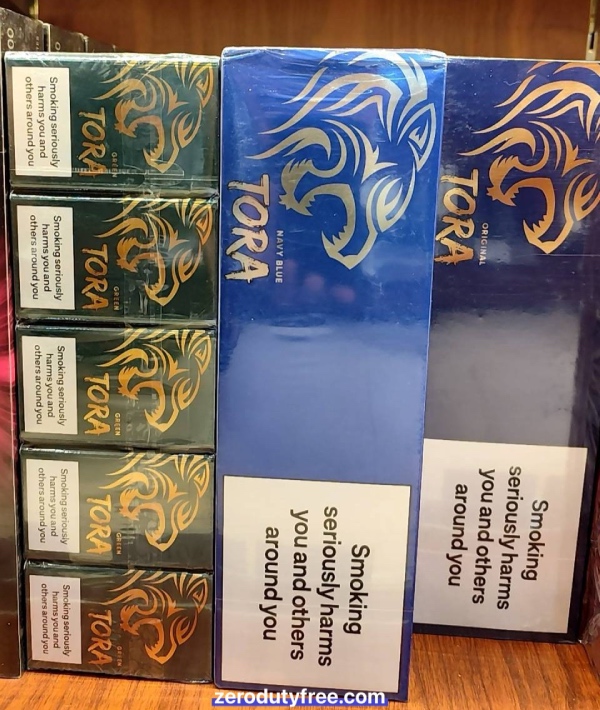 Smoking seriously
harms you and
others around you
TORA
GREEN
Smoking seriously
harms you and
others around you
TORA
GREEN
Smoking seriously
harms you and
others around you
TORA
GREEN
Smoking seriously
harms you and
others around you
TORA
GREEN
Smoking seriously
harms you and
others around you
TORA
GREEN
TORA
NAVY BLUE
Smoking
seriously harms
you and others
around you
TORA
ORIGINAL
Smoking
seriously harms
you and others
around you
zerodutyfree.com